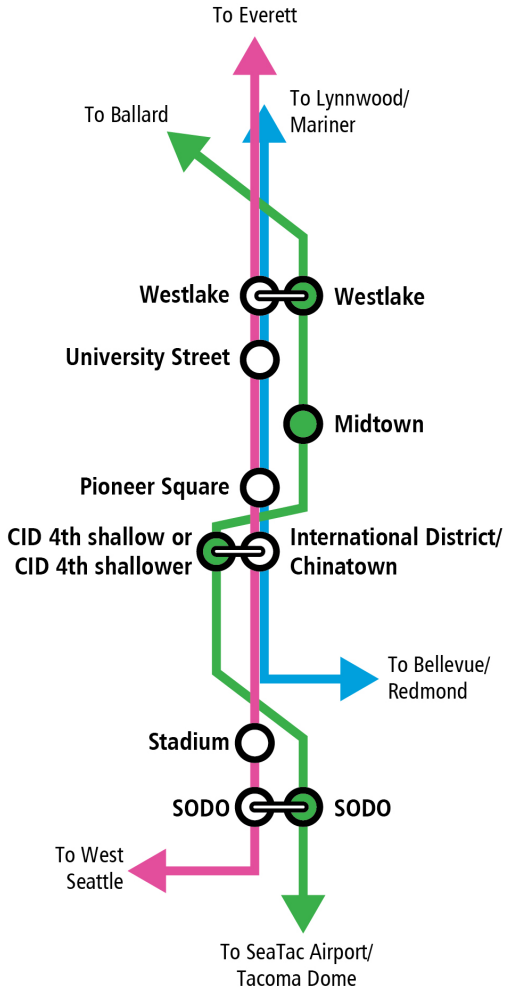 To Everett
To Lynnwood/
Mariner
To Ballard
Westlake
Westlake
University Street
Midtown
Pioneer Square
CID 4th shallow or
CID 4th shallower
International District/
Chinatown
To Bellevue/
Redmond
Stadium
SODO
SODO
To West
Seattle
To SeaTac Airport/
Tacoma Dome